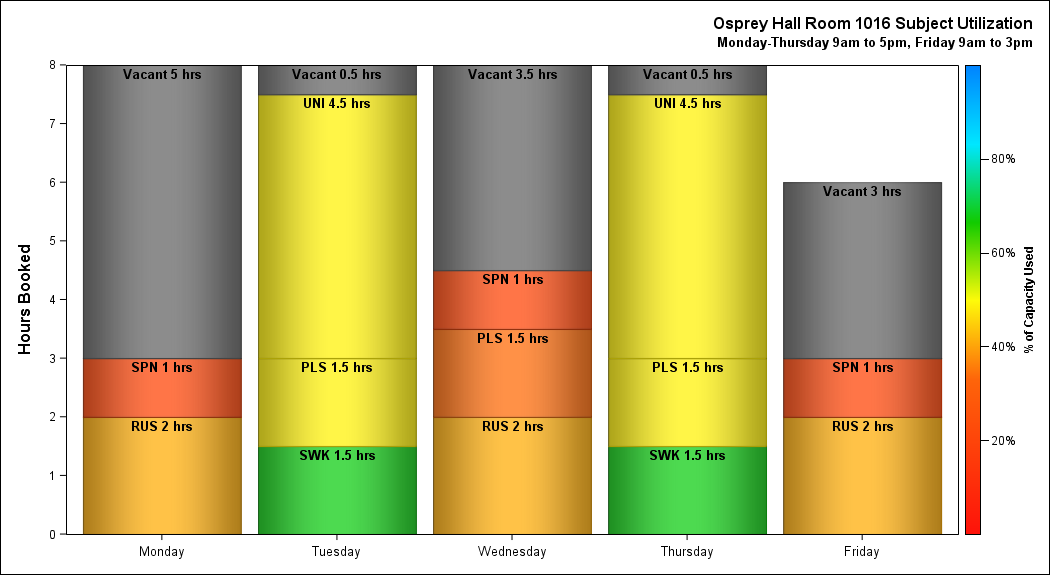 Osprey Hall Room 1016 Subject Utilization
Monday-Thursday 9am to 5pm, Friday 9am to 3pm
Hours Booked
8
7
6
5
4
3
2
1
0
Vacant 5 hrs
SPN 1 hrs
RUS 2 hrs
Vacant 0.5 hrs
UNI 4.5 hrs
PLS 1.5 hrs
SWK 1.5 hrs
Vacant 3.5 hrs
SPN 1 hrs
PLS 1.5 hrs
RUS 2 hrs
Vacant 0.5 hrs
UNI 4.5 hrs
PLS 1.5 hrs
SWK 1.5 hrs
Vacant 3 hrs
SPN 1 hrs
RUS 2 hrs
Monday
Tuesday
Wednesday
Thursday
Friday
80%
60%
40%
20%
% of Capacity Used